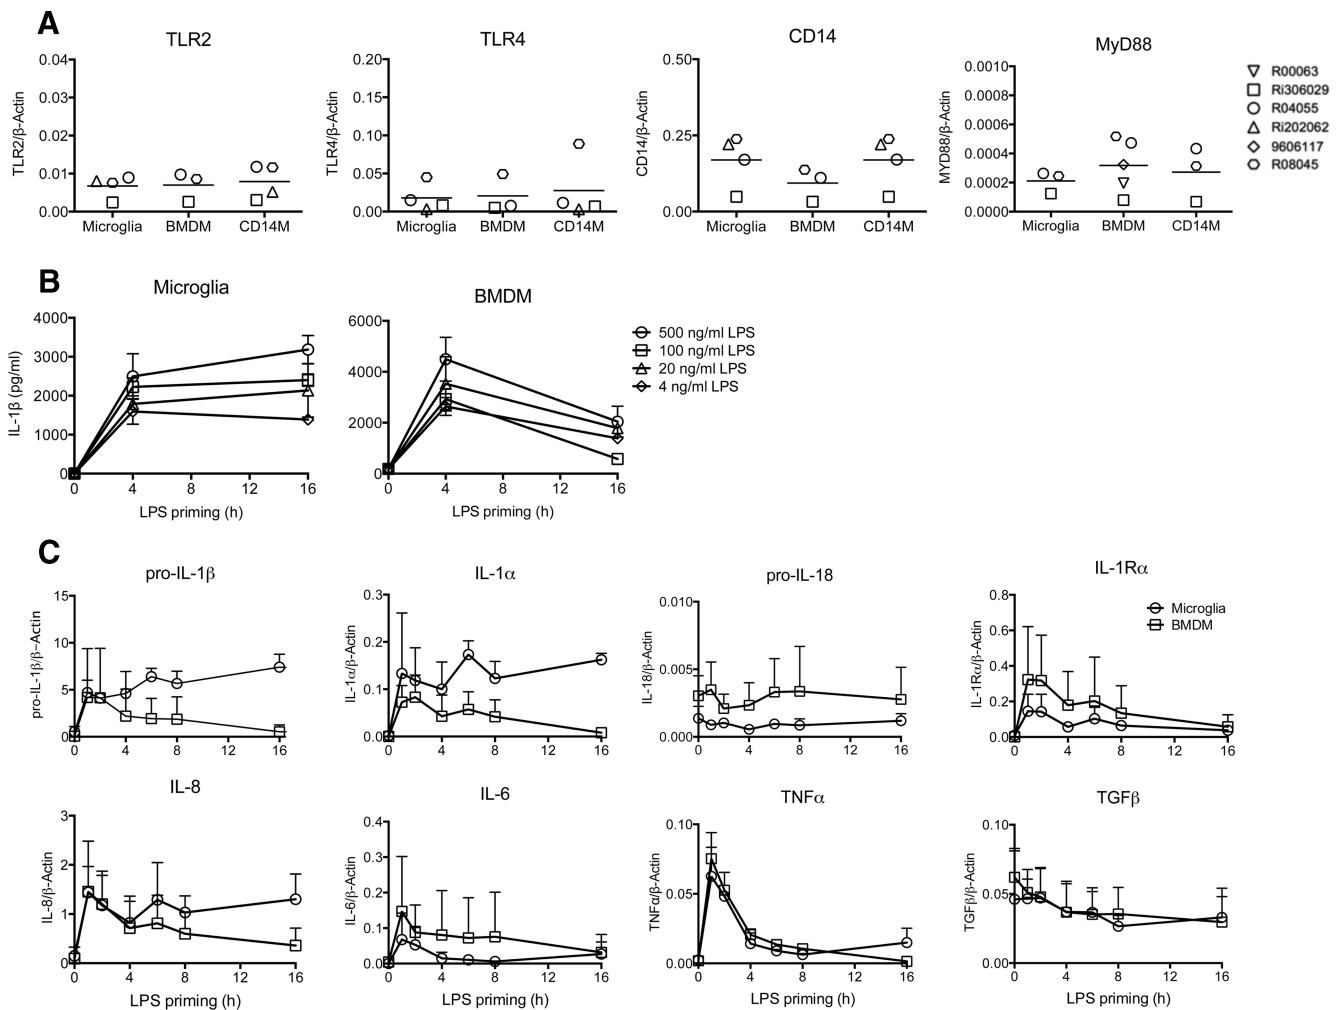 A
TLR2
TLR2/β-Actin
0.04
0.03
0.02
0.01
0.00
Microglia BMDM CD14M
TLR4
TLR4/β-Actin
0.20
0.15
0.10
0.05
0.00
Microglia BMDM CD14M
CD14
CD14/β-Actin
0.50
0.25
0.00
Microglia BMDM CD14M
MyD88
MYD88/β-Actin
0.0010
0.0008
0.0006
0.0004
0.0002
0.0000
Microglia BMDM CD14M
R00063
Ri306029
R04055
Ri202062
9606117
R08045
B
Microglia
IL-1β (pg/ml)
4000
3000
2000
1000
0
0 4 8 12 16
LPS priming (h)
BMDM
6000
4000
2000
0
0 4 8 12 16
LPS priming (h)
500 ng/ml LPS
100 ng/ml LPS
20 ng/ml LPS
4 ng/ml LPS
C
pro-IL-1β
pro-IL-1β/β-Actin
15
10
5
0
0 4 8 12 16
IL-1α
IL-1α/β-Actin
0.3
0.2
0.1
0.0
0 4 8 12 16
pro-IL-18
IL-18/β-Actin
0.010
0.005
0.000
0 4 8 12 16
IL-1Rα
IL-1Rα/β-Actin
0.8
0.6
0.4
0.2
0.0
0 4 8 12 16
Microglia
BMDM
IL-8
IL-8/β-Actin
3
2
1
0
0 4 8 12 16
LPS priming (h)
IL-6
IL-6/β-Actin
0.4
0.3
0.2
0.1
0.0
0 4 8 12 16
LPS priming (h)
TNFα
TNFα/β-Actin
0.10
0.05
0.00
0 4 8 12 16
LPS priming (h)
TGFβ
TGFβ/β-Actin
0.10
0.05
0.00
0 4 8 12 16
LPS priming (h)